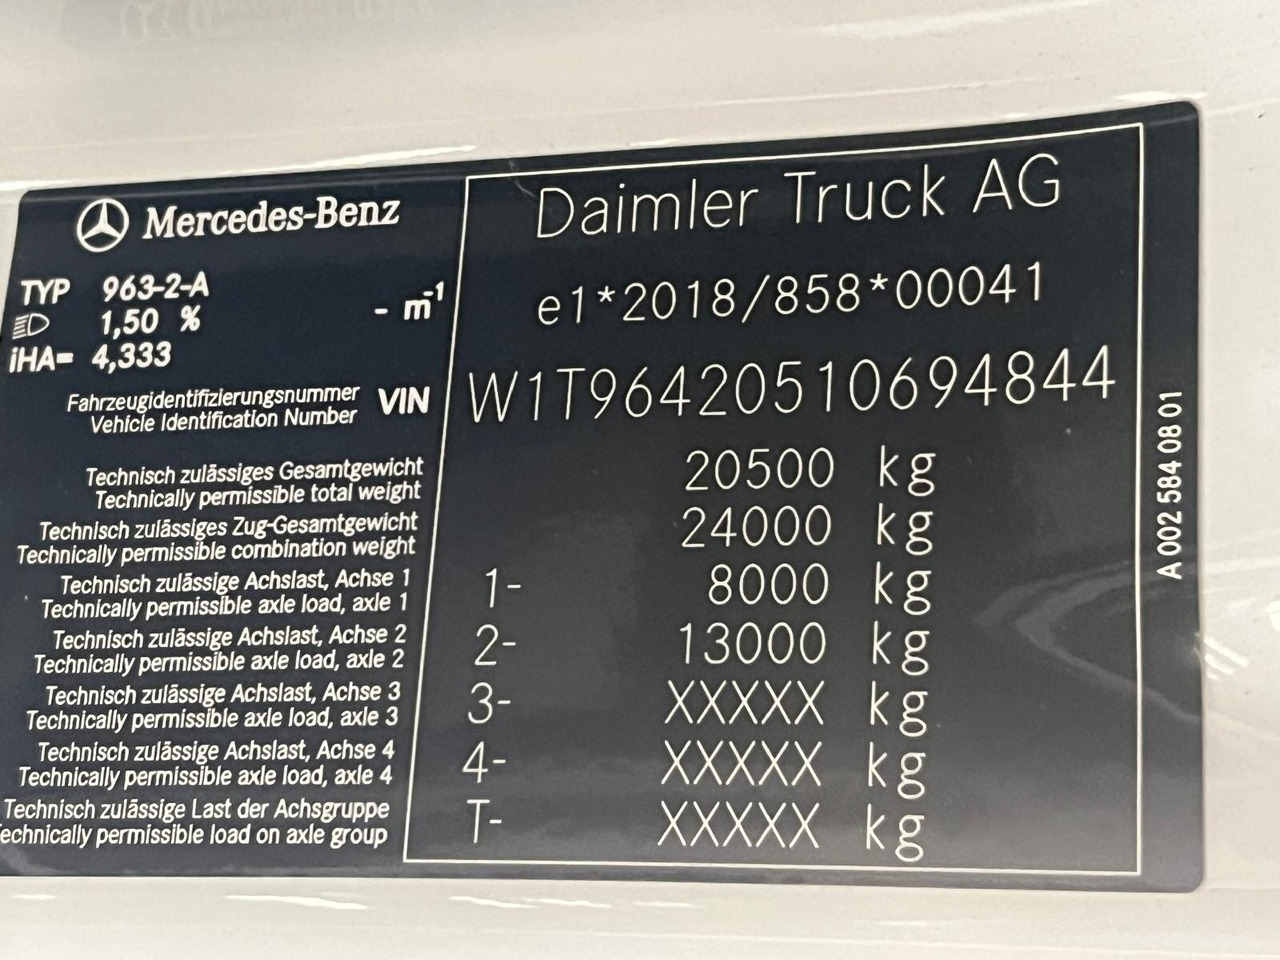 Mercedes-Benz
Daimler Truck AG
TYP 963-2-A
1,50 %
- m-1
iHA= 4,333
e1*2018/858*00041
Fahrzeugidentifizierungsnummer
Vehicle Identification Number
VIN
W1T96420510694844
Technisch zulässiges Gesamtgewicht
Technically permissible total weight
20500 kg
Technisch zulässiges Zug-Gesamtgewicht
Technically permissible combination weight
24000 kg
Technisch zulässige Achslast, Achse 1
Technically permissible axle load, axle 1
1- 8000 kg
Technisch zulässige Achslast, Achse 2
Technically permissible axle load, axle 2
2- 13000 kg
Technisch zulässige Achslast, Achse 3
Technically permissible axle load, axle 3
3- XXXXX kg
Technisch zulässige Achslast, Achse 4
Technically permissible axle load, axle 4
4- XXXXX kg
Technisch zulässige Last der Achsgruppe
echnically permissible load on axle group
T- XXXXX kg
A 002 584 08 01